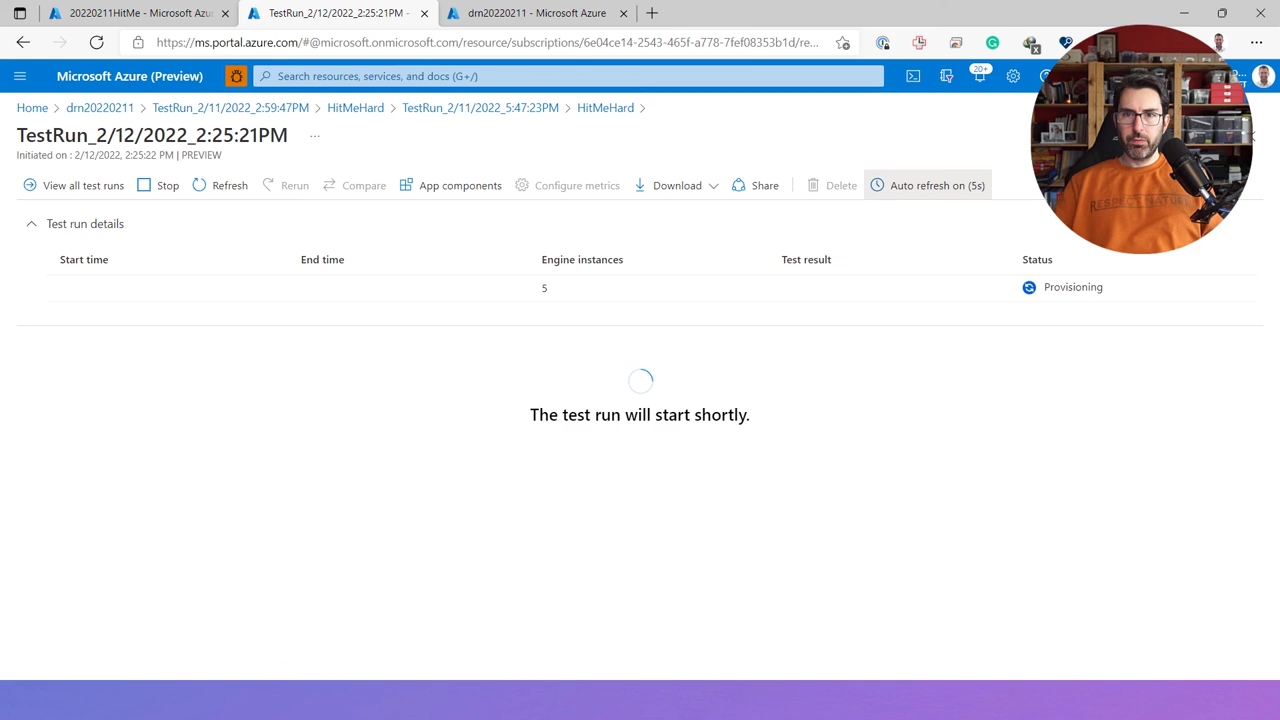 20220211HitMe - Microsoft Azu
TestRun_2/12/2022_2:25:21PM -
drn20220211 - Microsoft Azure
https://ms.portal.azure.com/#@microsoft.onmicrosoft.com/resource/subscriptions/6e04ce14-2543-465f-a778-7fef08353b1d/re...
x
Microsoft Azure (Preview)
Search resources, services, and docs (G+/)
20+
Home
drn20220211
TestRun_2/11/2022_2:59:47PM
HitMeHard
TestRun_2/11/2022_5:47:23PM
HitMeHard
TestRun_2/12/2022_2:25:21PM
...
Initiated on : 2/12/2022, 2:25:22 PM | PREVIEW
View all test runs
Stop
Refresh
Rerun
Compare
App components
Configure metrics
Download
Share
Delete
Auto refresh on (5s)
RESPECT NATURE
Test run details
Start time
End time
Engine instances
Test result
Status
5
Provisioning
The test run will start shortly.